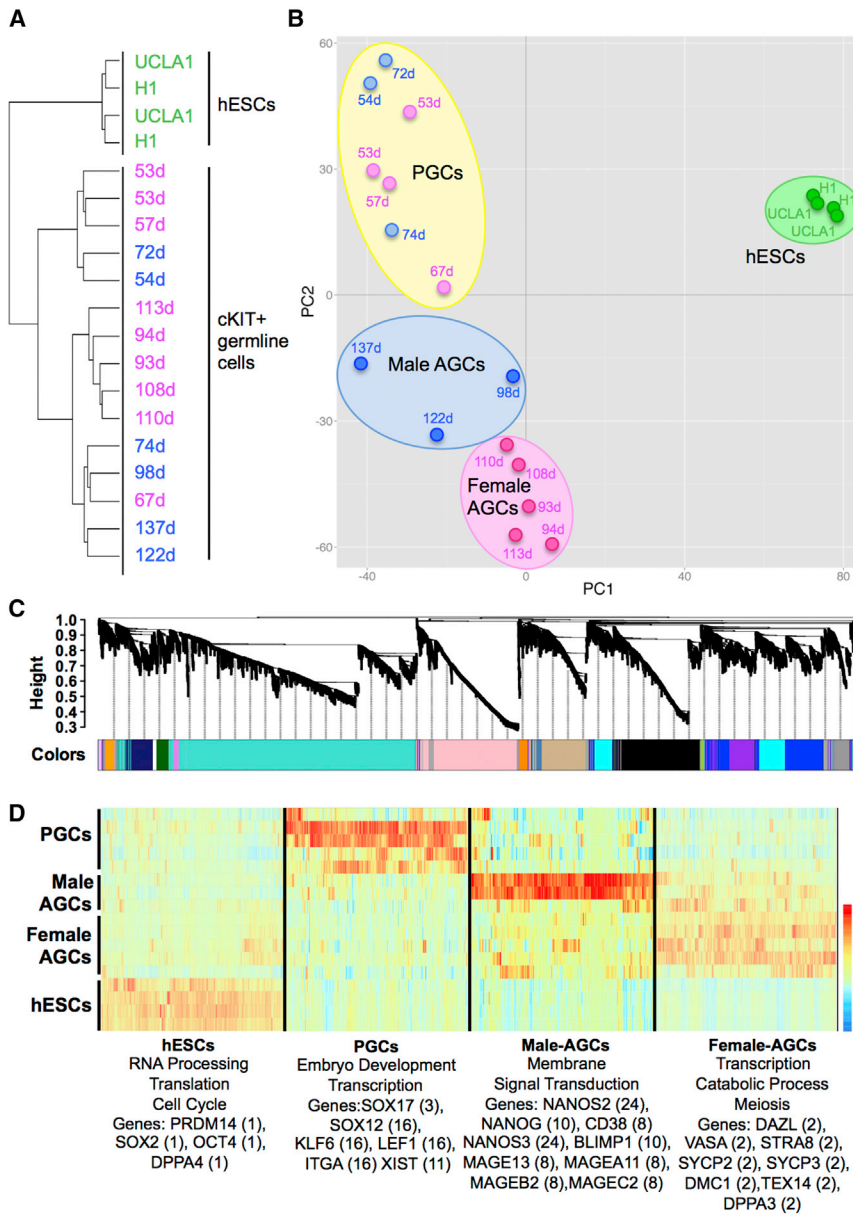 A
UCLA1
H1
UCLA1
H1
hESCs
53d
53d
57d
72d
54d
113d
94d
93d
108d
110d
74d
98d
67d
137d
122d
cKIT+
germline
cells
B
60
30
0
-30
-60
PC2
-40
0
40
80
PC1
72d
54d
53d
53d
PGCs
57d
74d
67d
H1
H1
UCLA1
UCLA1
hESCs
137d
Male AGCs
98d
122d
110d
108d
Female
AGCs
93d
94d
113d
C
1.0
0.9
0.8
0.7
0.6
0.5
0.4
0.3
Height
Colors
D
PGCs
Male
AGCs
Female
AGCs
hESCs
hESCs
RNA Processing
Translation
Cell Cycle
Genes: PRDM14 (1)
SOX2 (1), OCT4 (1),
DPPA4 (1)
PGCs
Embryo Development
Transcription
Genes:SOX17 (3),
SOX12 (16),
KLF6 (16), LEF1 (16),
ITGA (16) XIST (11)
Male-AGCs
Membrane
Signal Transduction
Genes: NANOS2 (24),
NANOG (10), CD38 (8)
NANOS3 (24), BLIMP1 (10),
MAGE13 (8), MAGEA11 (8),
MAGEB2 (8),MAGEC2 (8)
Female-AGCs
Transcription
Catabolic Process
Meiosis
Genes: DAZL (2),
VASA (2), STRA8 (2),
SYCP2 (2), SYCP3 (2),
DMC1 (2),TEX14 (2),
DPPA3 (2)